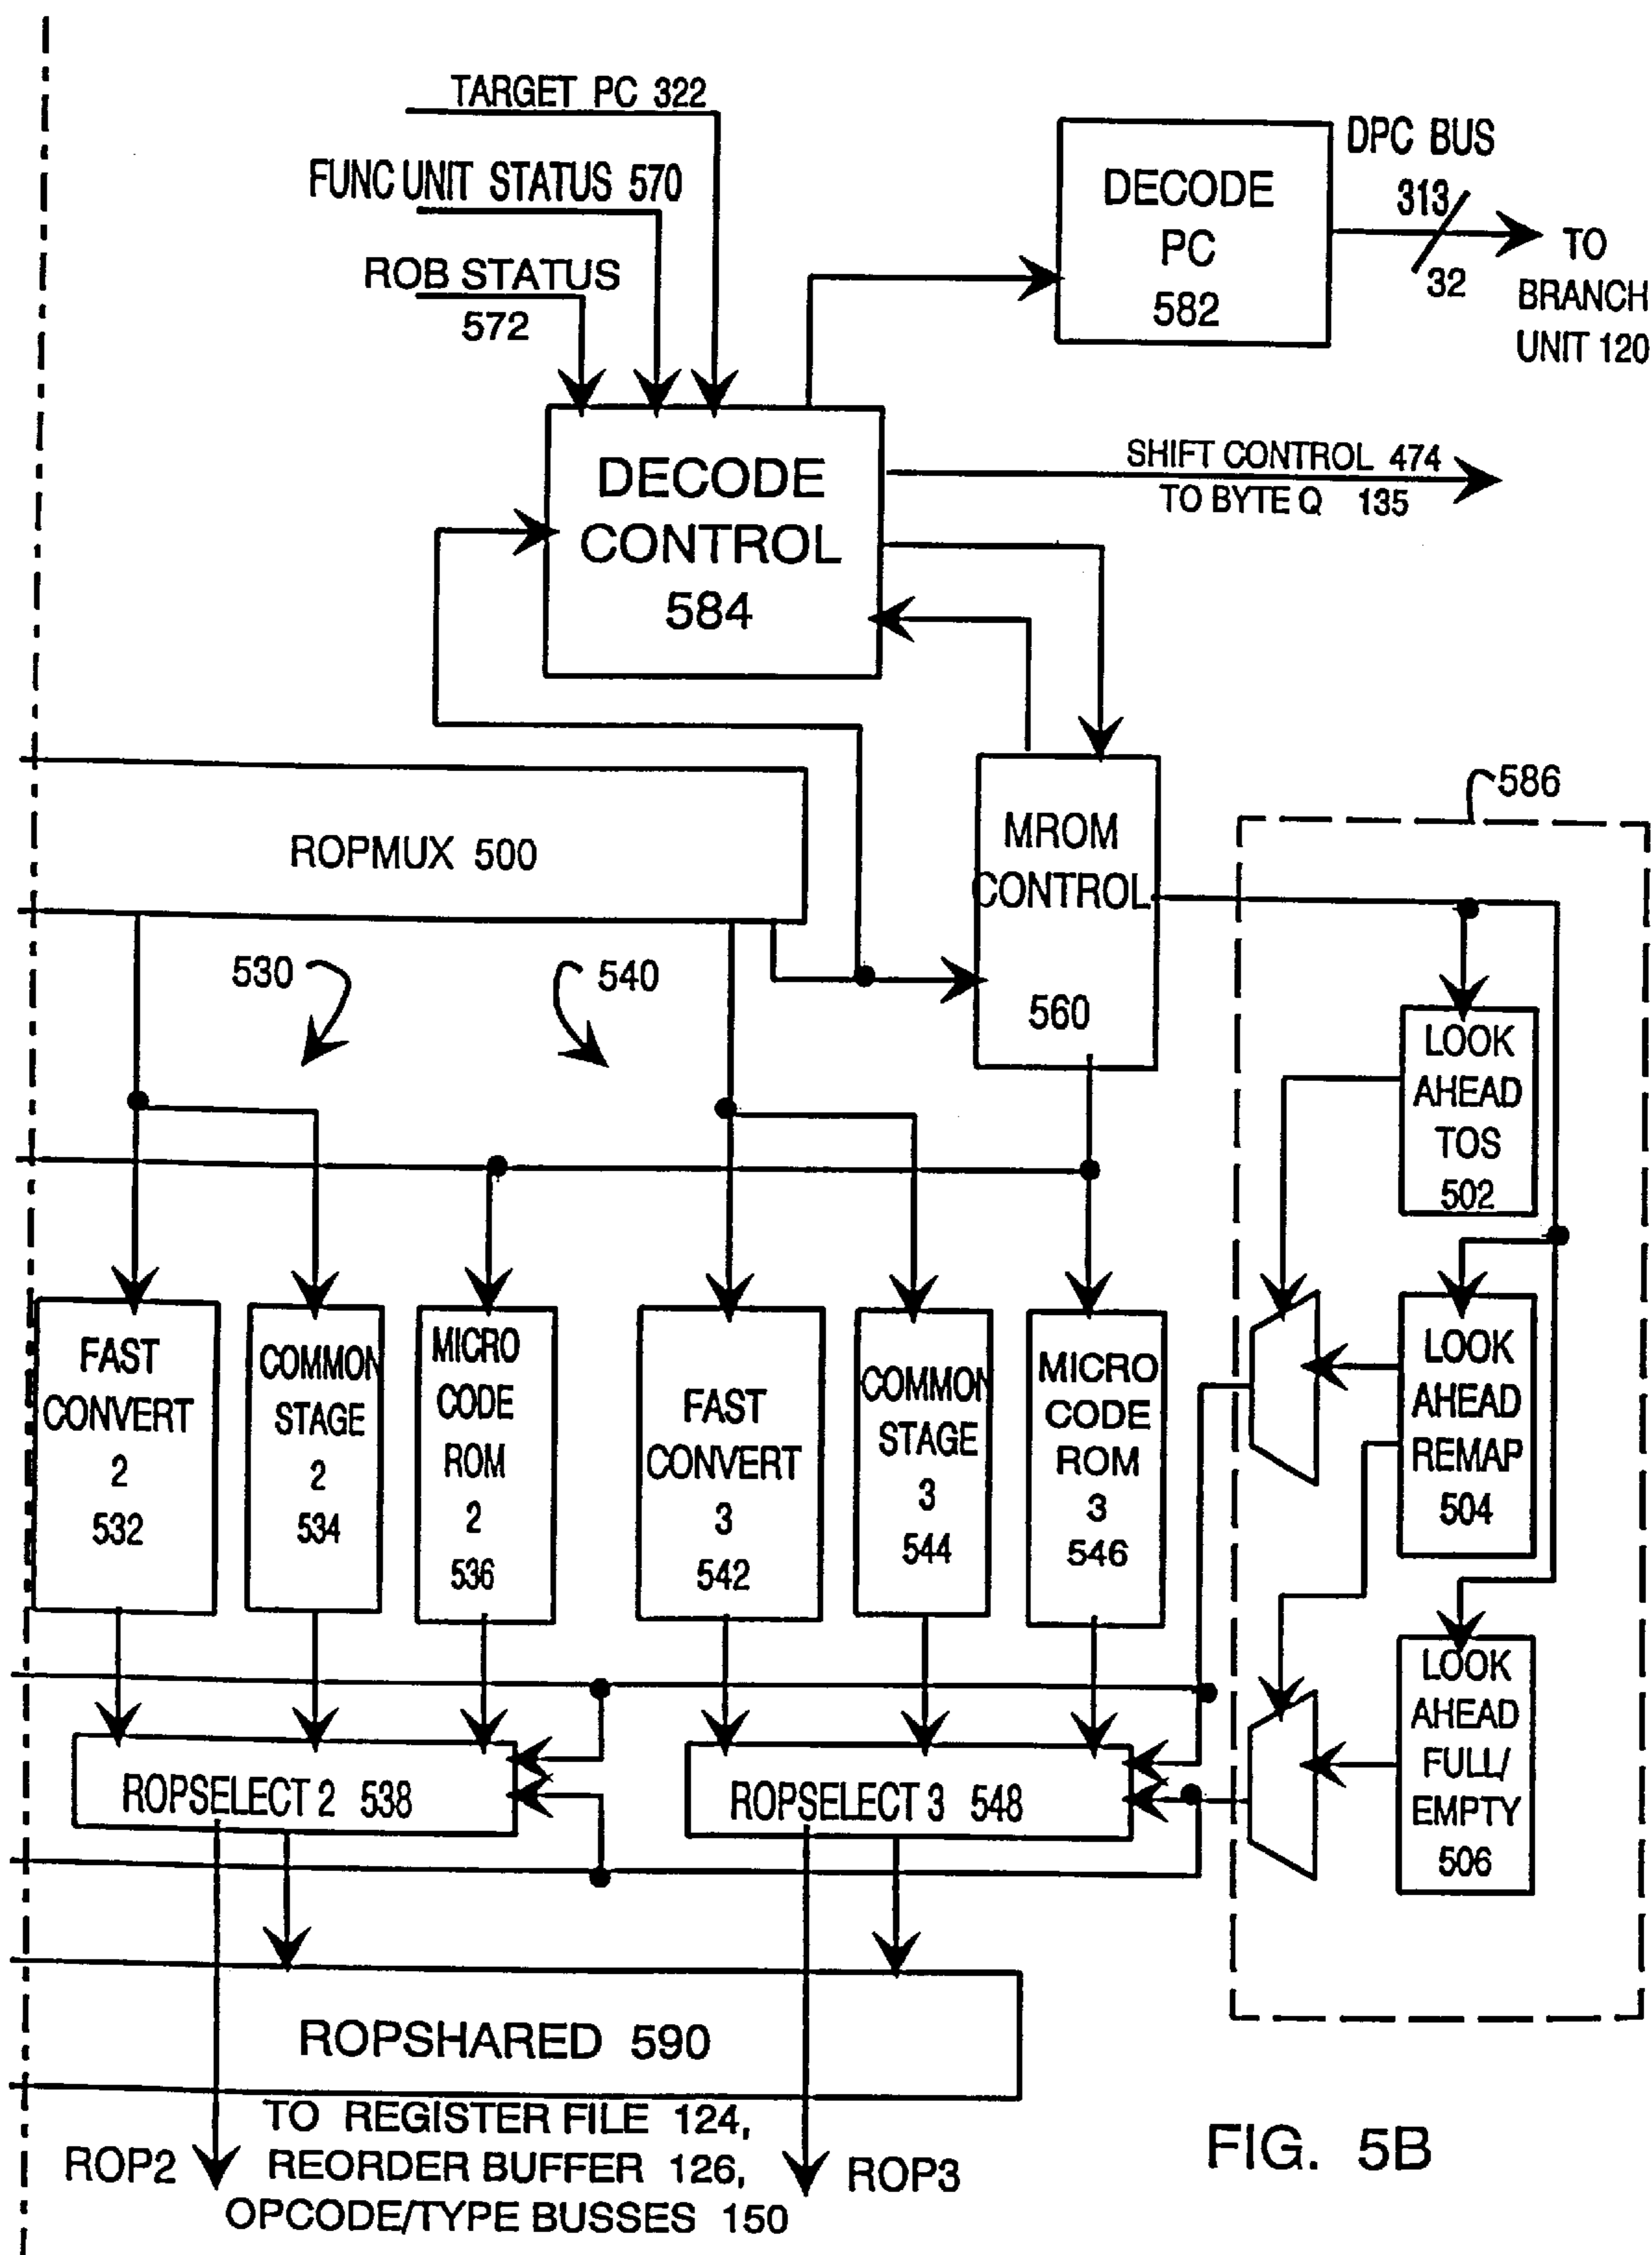 TARGET PC 322
FUNC UNIT STATUS 570
ROB STATUS
572
DECODE
PC
582
DPC BUS
313
32
TO
BRANCH
UNIT 120
DECODE
CONTROL
584
SHIFT CONTROL 474
TO BYTE Q 135
ROPMUX 500
MROM
CONTROL
560
586
530
540
LOOK
AHEAD
TOS
502
FAST
CONVERT
2
532
COMMON
STAGE
2
534
MICRO
CODE
ROM
2
536
FAST
CONVERT
3
542
COMMON
STAGE
3
544
MICRO
CODE
ROM
3
546
LOOK
AHEAD
REMAP
504
LOOK
AHEAD
FULL/
EMPTY
506
ROPSELECT 2 538
ROPSELECT 3 548
ROPSHARED 590
TO REGISTER FILE 124,
REORDER BUFFER 126,
OPCODE/TYPE BUSSES 150
ROP2
ROP3
FIG. 5B